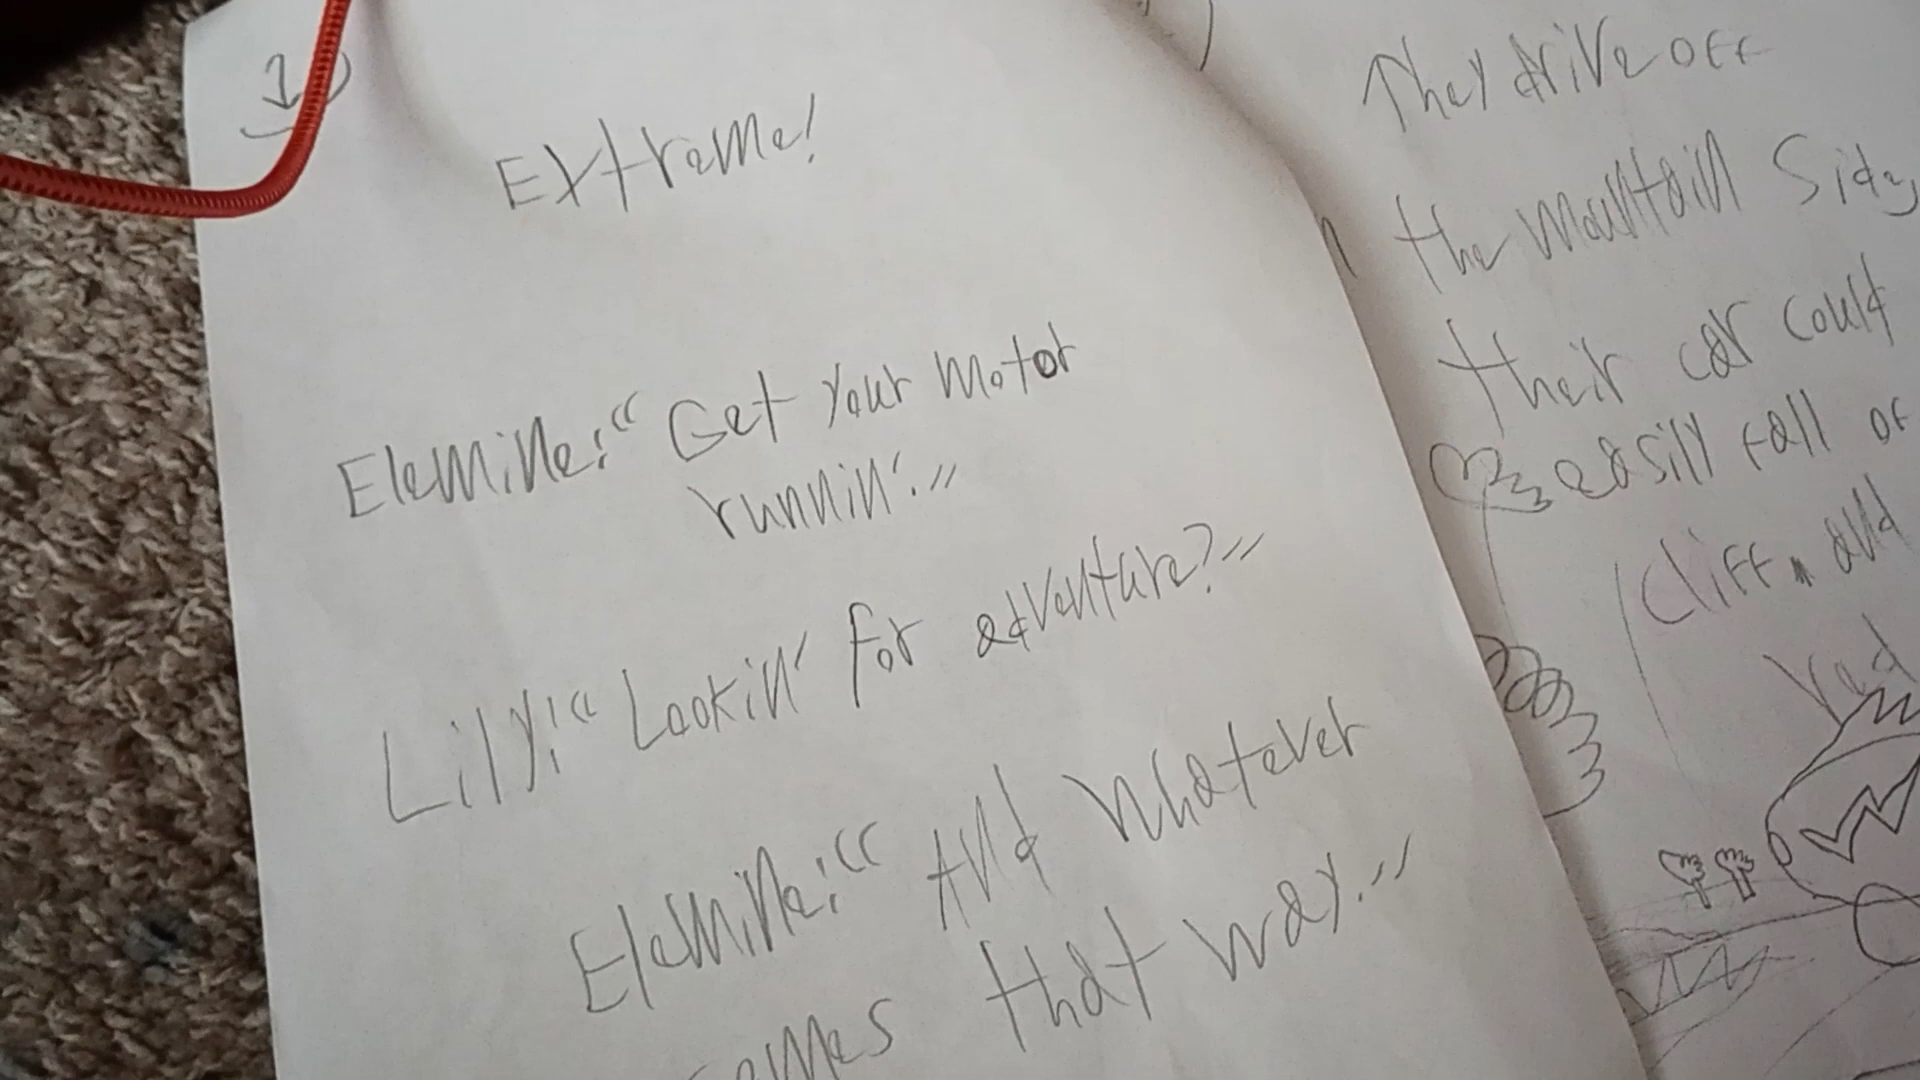 Extreme!
Elemine: "Get your motor
runnin'."
Lily: "Lookin' for adventure?"
Elemine: "And whatever
comes that way."
They drive off
the mountain side,
their car could
easily fall of
cliff, and